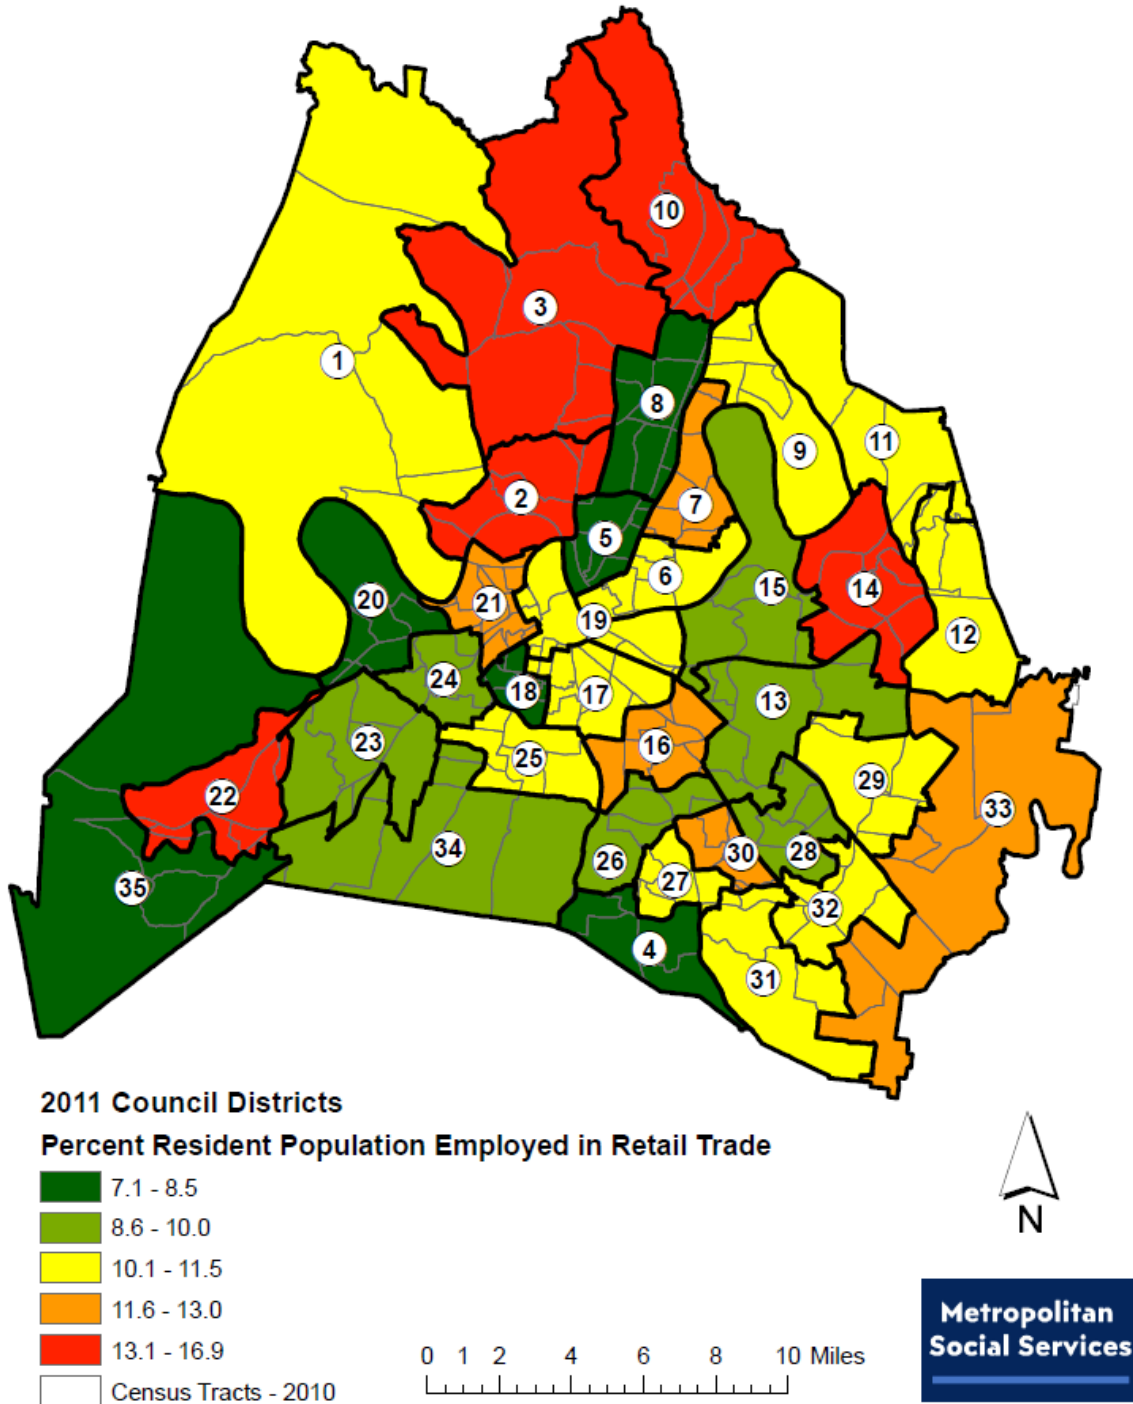 10
3
1
8
11
9
2
7
5
6
15
14
20
21
19
12
24
18
17
13
23
16
25
29
22
33
34
30
28
26
27
35
32
4
31
2011 Council Districts
Percent Resident Population Employed in Retail Trade
7.1 - 8.5
8.6 - 10.0
10.1 - 11.5
11.6 - 13.0
13.1 - 16.9
Census Tracts - 2010
0 1 2 4 6 8 10 Miles
N
Metropolitan
Social Services